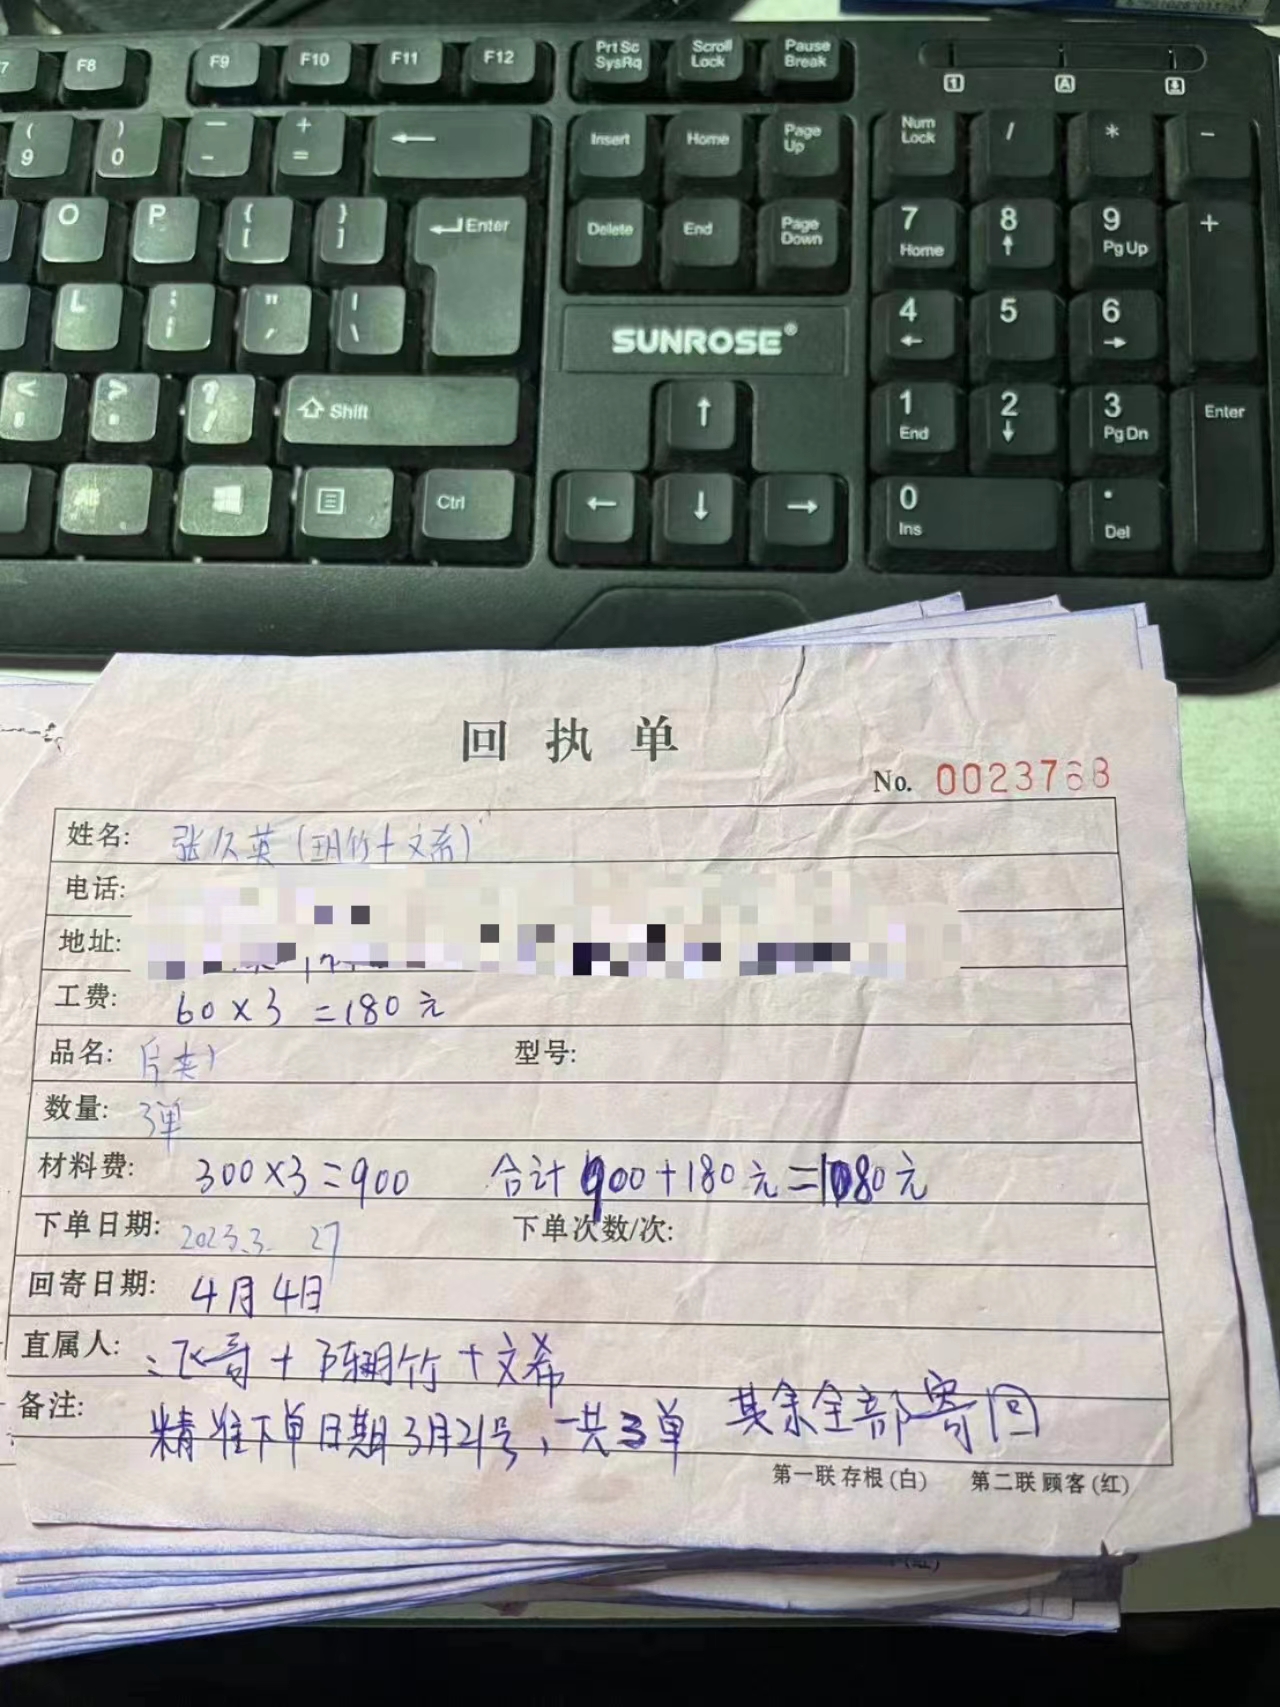 F8 F9 F10 F11 F12 Prt Sc SysRq Scroll Lock Pause Break
( 9 ) 0 — - + = Insert Home Page Up Num Lock / * -
O P { [ } ] Enter Delete End Page Down 7 Home 8 9 Pg Up +
L : ; " ' | \ SUNROSE® 4 5 6
< , > . ? / Shift 1 End 2 3 Pg Dn Enter
Alt Ctrl 0 Ins . Del
回执单
No. 0023768
姓名: 张久英(玥竹+文希)
电话:
地址:
工费: 60×3=180元
品名: 片夹 型号:
数量: 3单
材料费: 300×3=900 合计900+180元=1080元
下单日期: 2023.3. 27 下单次数/次:
回寄日期: 4月4日
直属人: 飞哥+陈玥竹+文希
备注: 精准下单日期3月21号,一共3单 其余全部寄回
第一联 存根(白) 第二联 顾客(红)